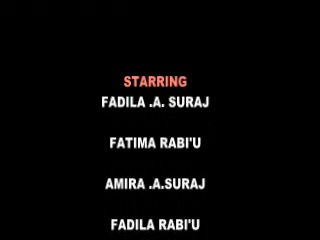 STARRING
FADILA .A. SURAJ
FATIMA RABI'U
AMIRA .A.SURAJ
FADILA RABI'U